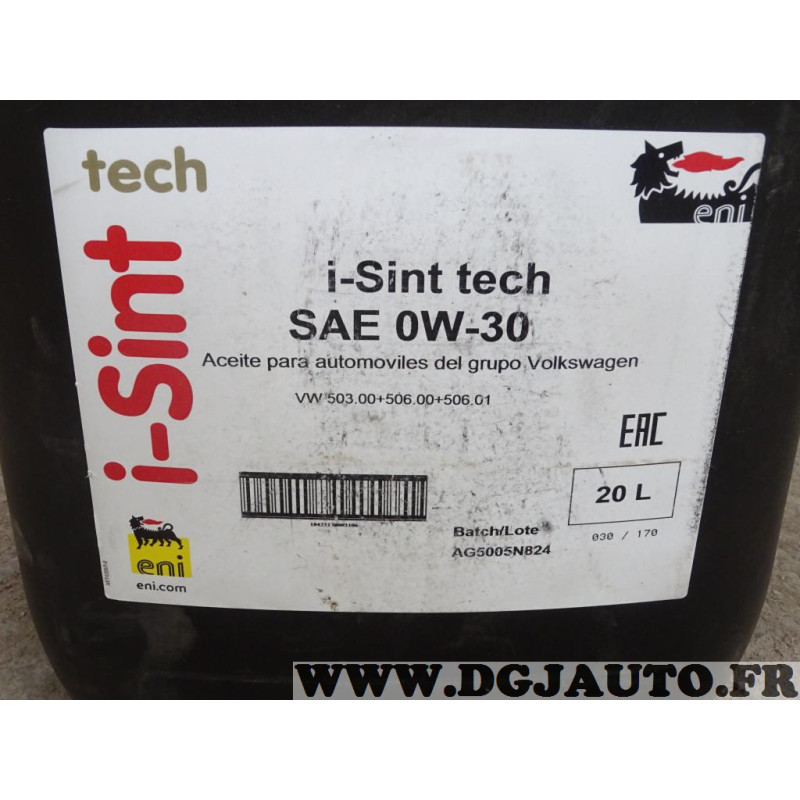 tech
i-Sint
eni
i-Sint tech
SAE 0W-30
Aceite para automoviles del grupo Volkswagen
VW 503.00+506.00+506.01
EAC
20 L
030 / 170
Batch/Lote
AG5005N824
eni
eni.com
WWW.DGJAUTO.FR